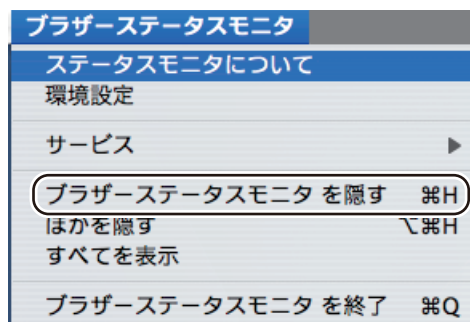 ブラザーステータスモニタ
ステータスモニタについて
環境設定
サービス ▶
ブラザーステータスモニタ を隠す ⌘H
ほかを隠す ⌥⌘H
すべてを表示
ブラザーステータスモニタ を終了 ⌘Q